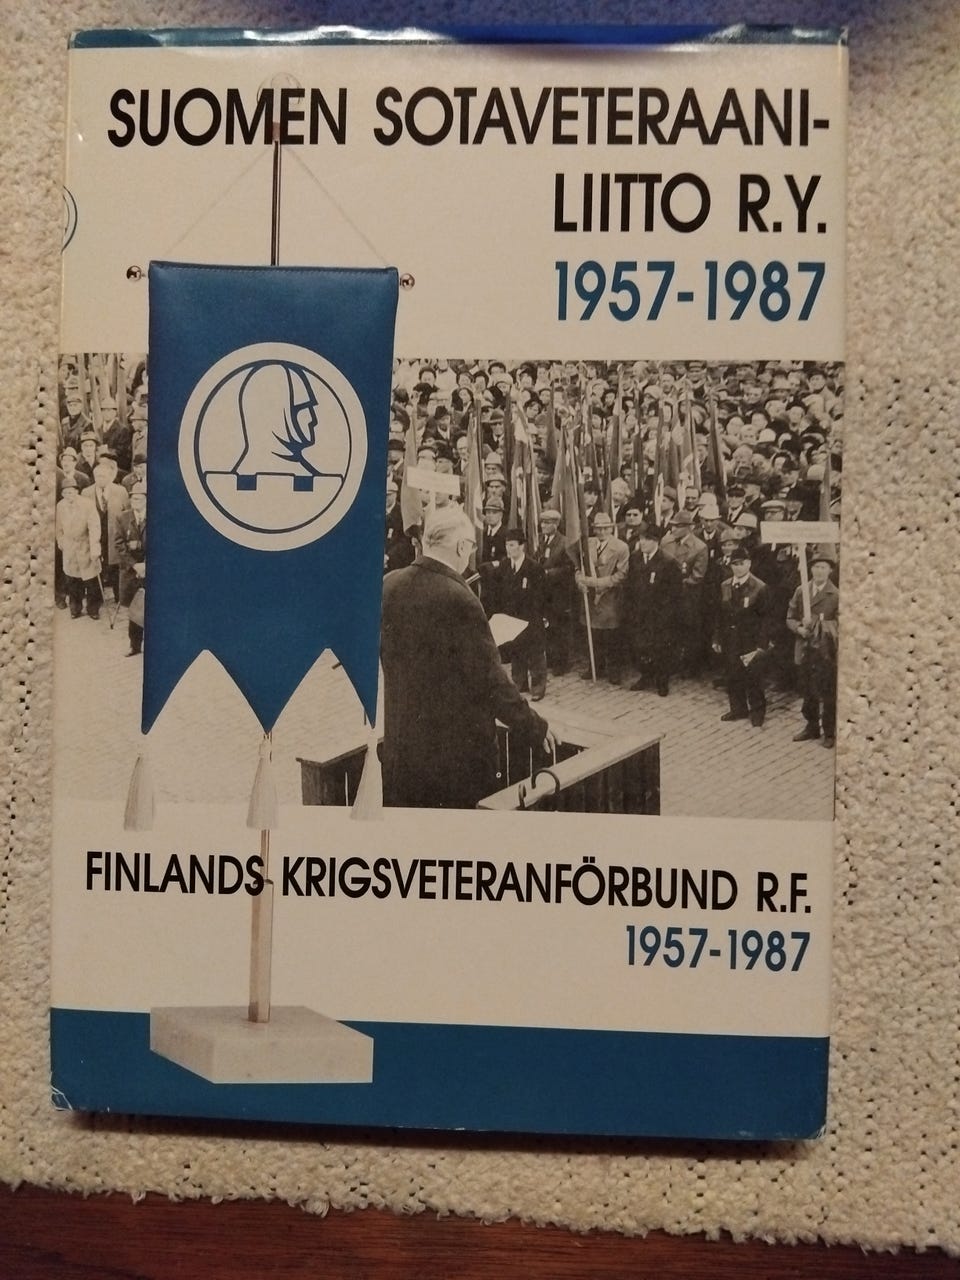 SUOMEN SOTAVETERAANI-
LIITTO R.Y.
1957-1987
FINLANDS KRIGSVETERANFÖRBUND R.F.
1957-1987